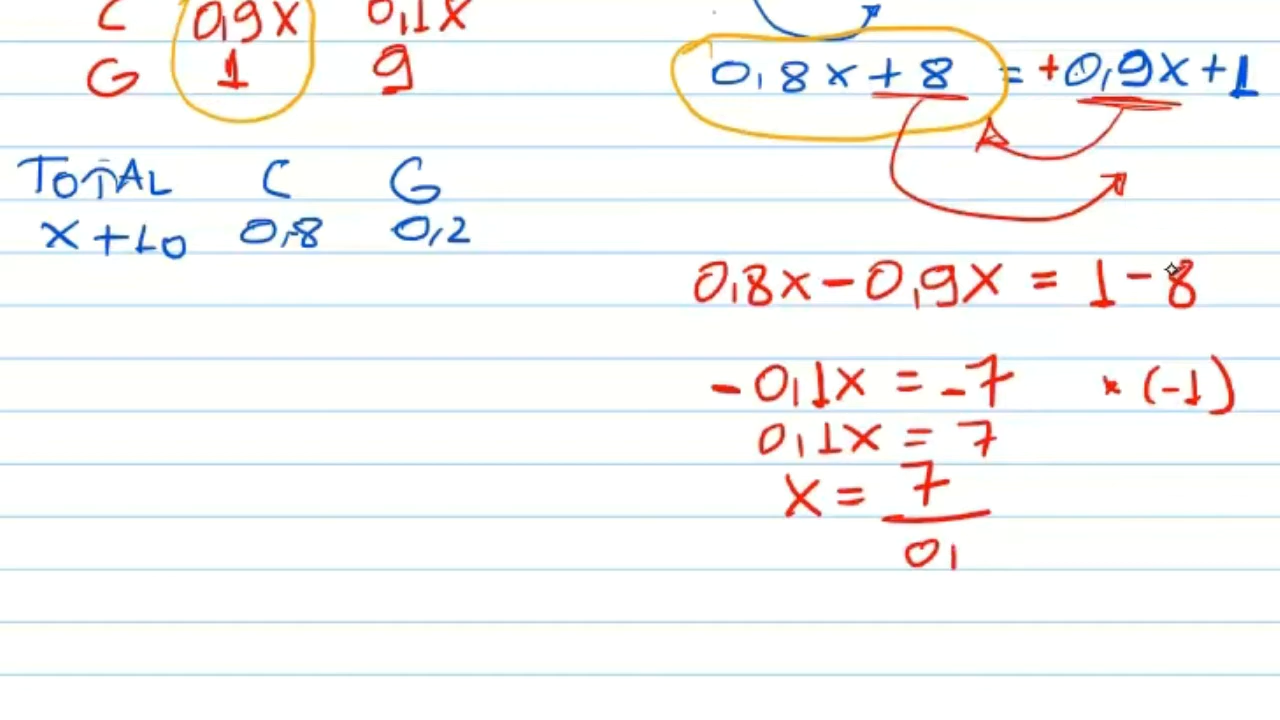 C 0,9x 0,1x
G 1 9
TOTAL C G
x+10 0,8 0,2
0,8x+8 = +0,9x+1
0,8x-0,9x = 1-8
-0,1x = -7 * (-1)
0,1x = 7
x = 7
0,